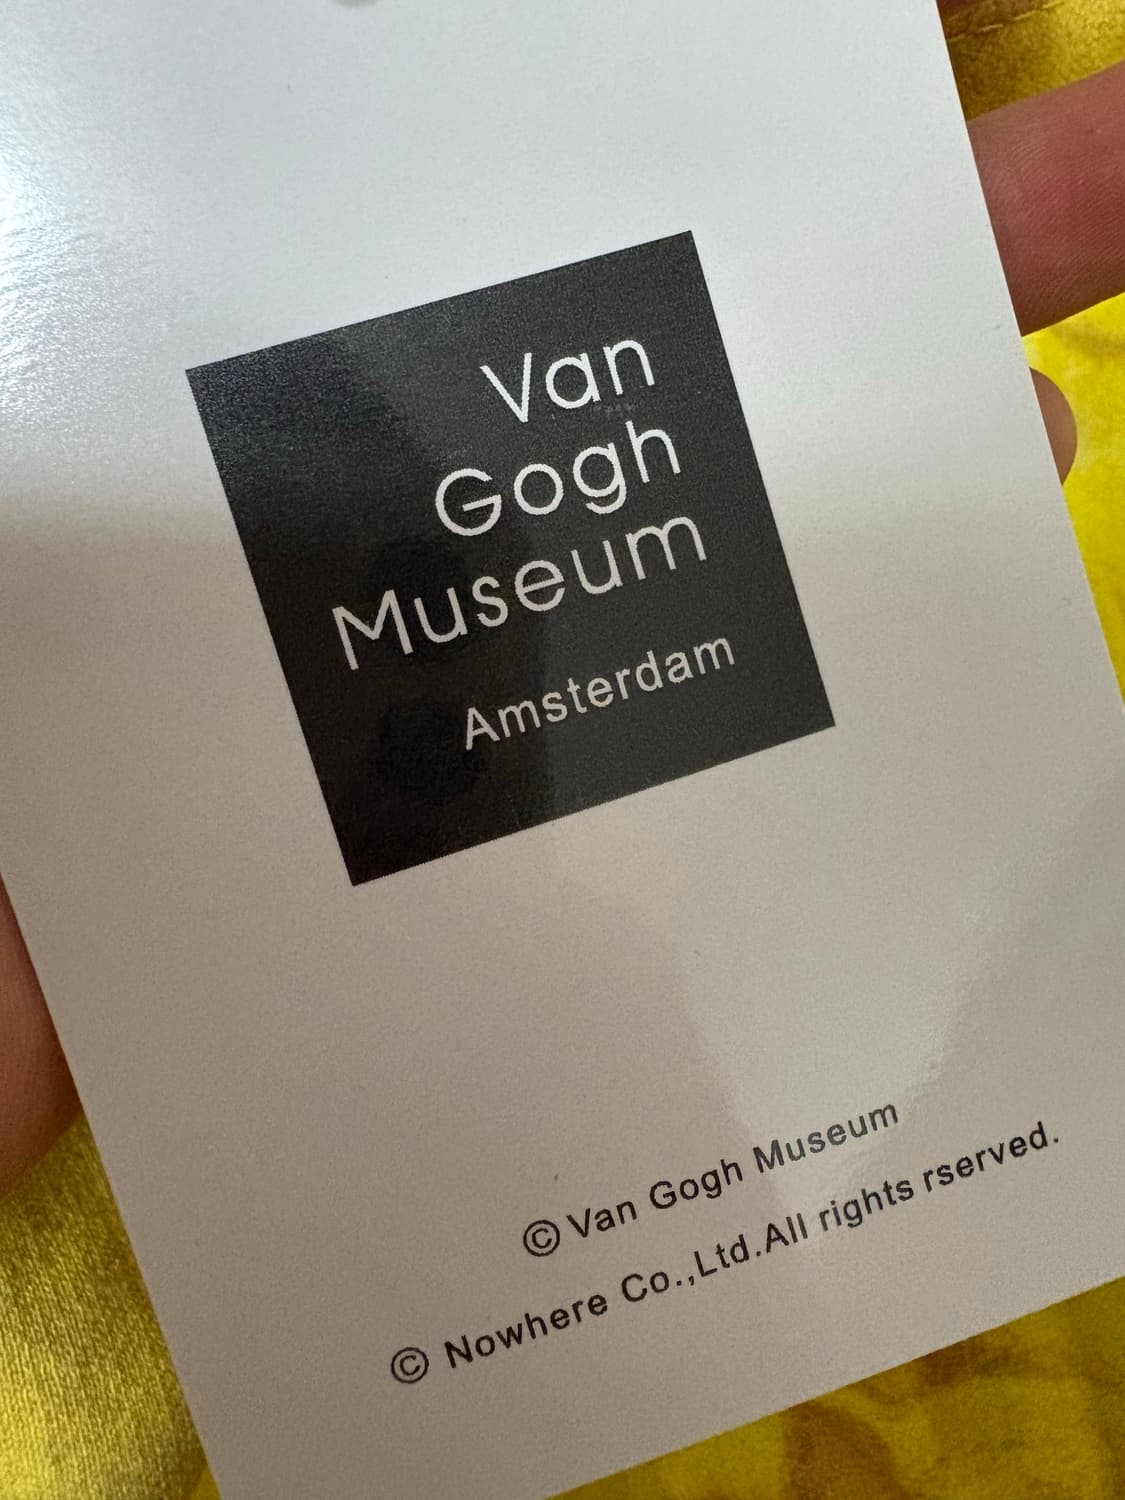 Van
Gogh
Museum
Amsterdam
© Van Gogh Museum
© Nowhere Co.,Ltd.All rights rserved.